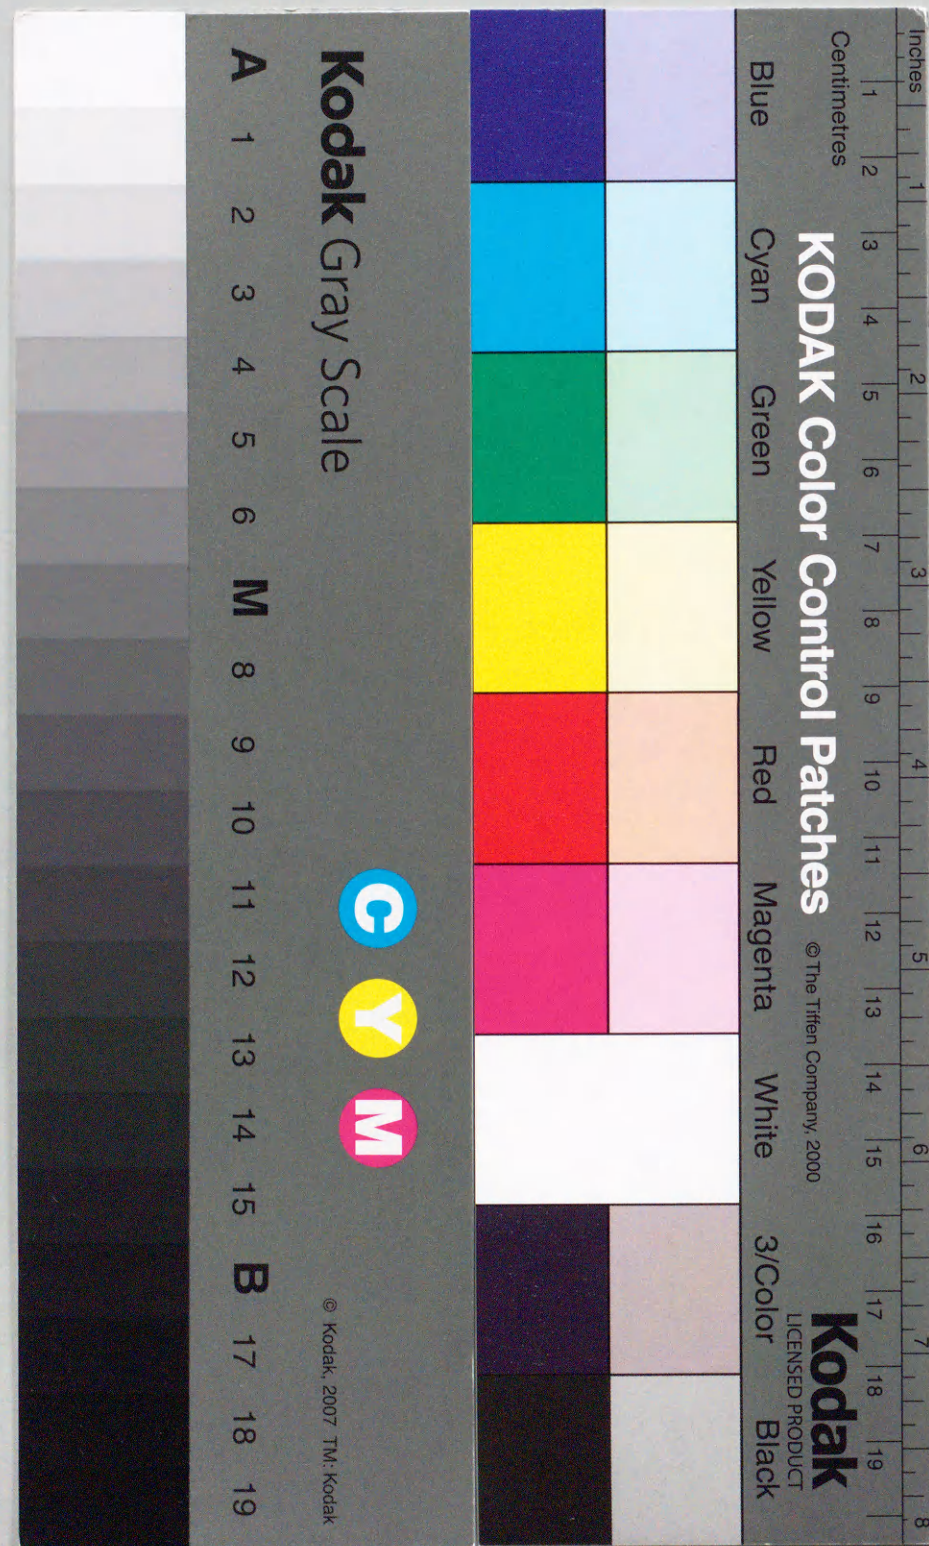 Inches 1 2 3 4 5 6 7 8
Centimetres 1 2 3 4 5 6 7 8 9 10 11 12 13 14 15 16 17 18 19
KODAK Color Control Patches © The Tiffen Company, 2000 Kodak
LICENSED PRODUCT
Blue Cyan Green Yellow Red Magenta White 3/Color Black
Kodak Gray Scale C Y M © Kodak, 2007 TM: Kodak
A 1 2 3 4 5 6 M 8 9 10 11 12 13 14 15 B 17 18 19